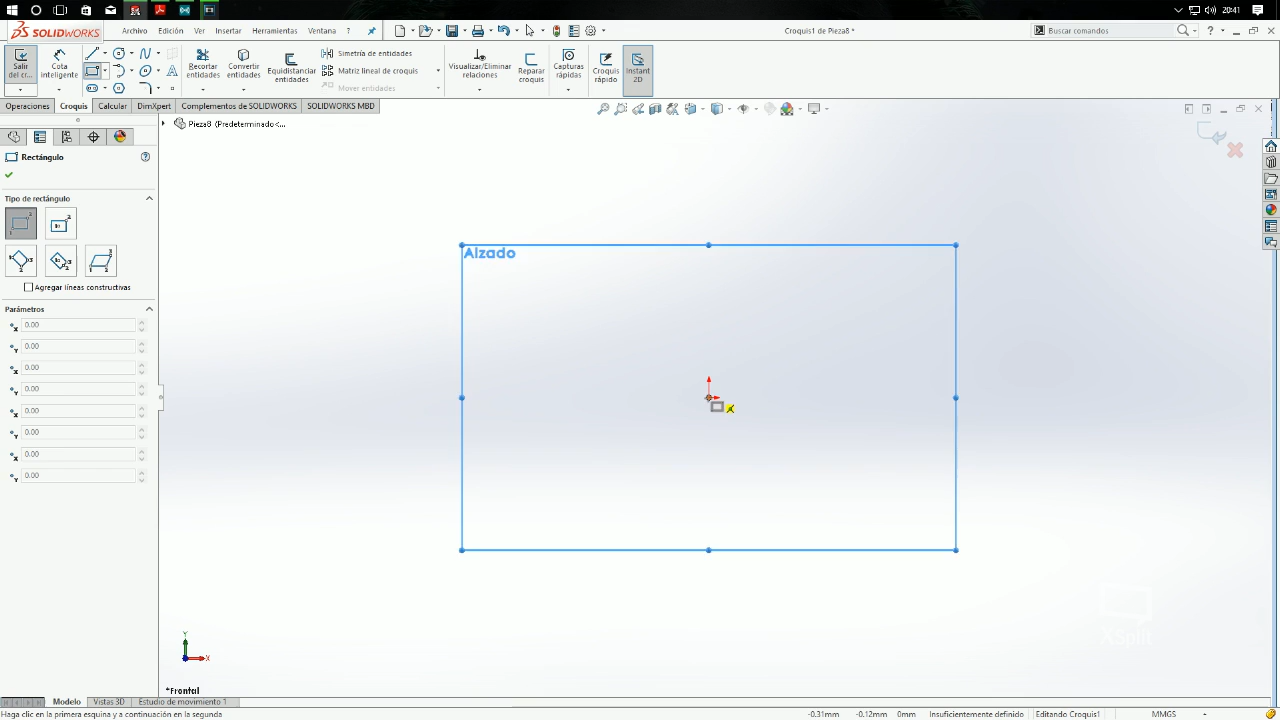 20:41
SOLIDWORKS
Archivo Edición Ver Insertar Herramientas Ventana ?
Croquis1 de Pieza8 *
Buscar comandos
Salir del cr...
Cota inteligente
Recortar entidades
Convertir entidades
Equidistanciar entidades
Simetría de entidades
Matriz lineal de croquis
Mover entidades
Visualizar/Eliminar relaciones
Reparar croquis
Capturas rápidas
Croquis rápido
Instant 2D
Operaciones Croquis Calcular DimXpert Complementos de SOLIDWORKS SOLIDWORKS MBD
Pieza8 (Predeterminado<...
Rectángulo
Tipo de rectángulo
Agregar líneas constructivas
Parámetros
X 0.00
Y 0.00
X 0.00
Y 0.00
X 0.00
Y 0.00
X 0.00
Y 0.00
Alzado
XSplit
Y
X
*Frontal
Modelo Vistas 3D Estudio de movimiento 1
Haga clic en la primera esquina y a continuación en la segunda
-0.31mm -0.12mm 0mm Insuficientemente definido Editando Croquis1 MMGS -